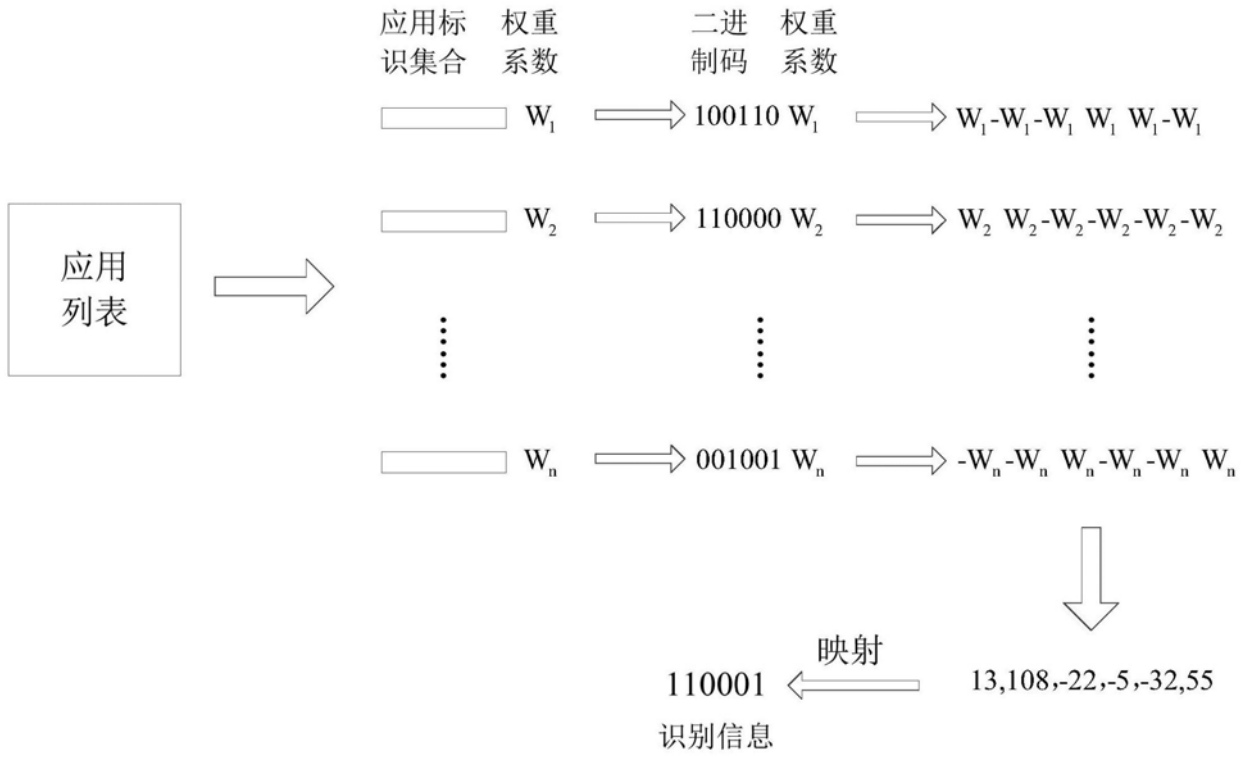 应用标 权重 二进 权重
识集合 系数 制码 系数
W₁ 100110 W₁ W₁-W₁-W₁ W₁ W₁-W₁
W₂ 110000 W₂ W₂ W₂-W₂-W₂-W₂-W₂
应用
列表
Wₙ 001001 Wₙ -Wₙ-Wₙ Wₙ-Wₙ-Wₙ Wₙ
映射
110001 13,108,-22,-5,-32,55
识别信息